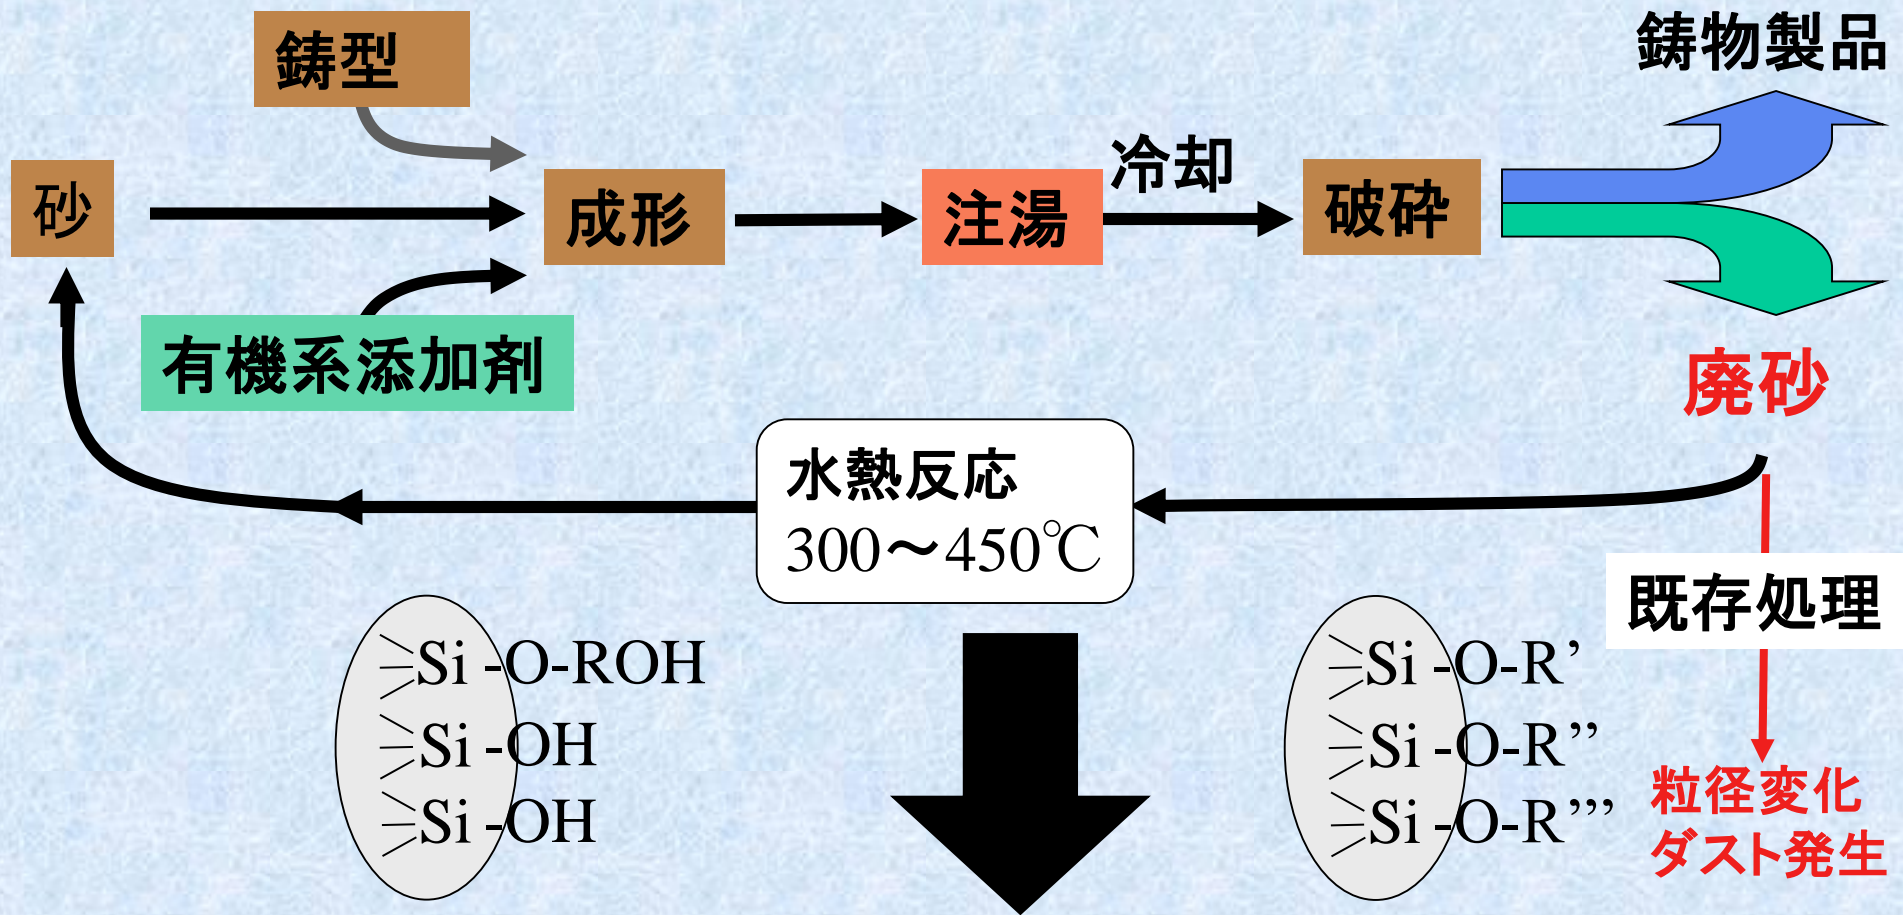 鋳型
鋳物製品
砂
成形
注湯
冷却
破砕
有機系添加剤
廃砂
水熱反応
300～450℃
既存処理
Si -O-ROH
Si -OH
Si -OH
Si -O-R’
Si -O-R’’
Si -O-R’’’
粒径変化
ダスト発生